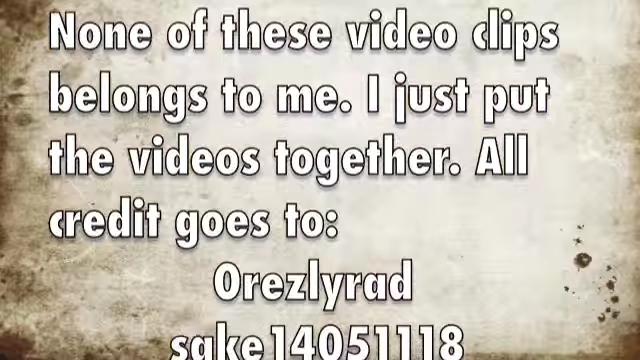 None of these video clips
belongs to me. I just put
the videos together. All
credit goes to:
Orezlyrad
sake14051118